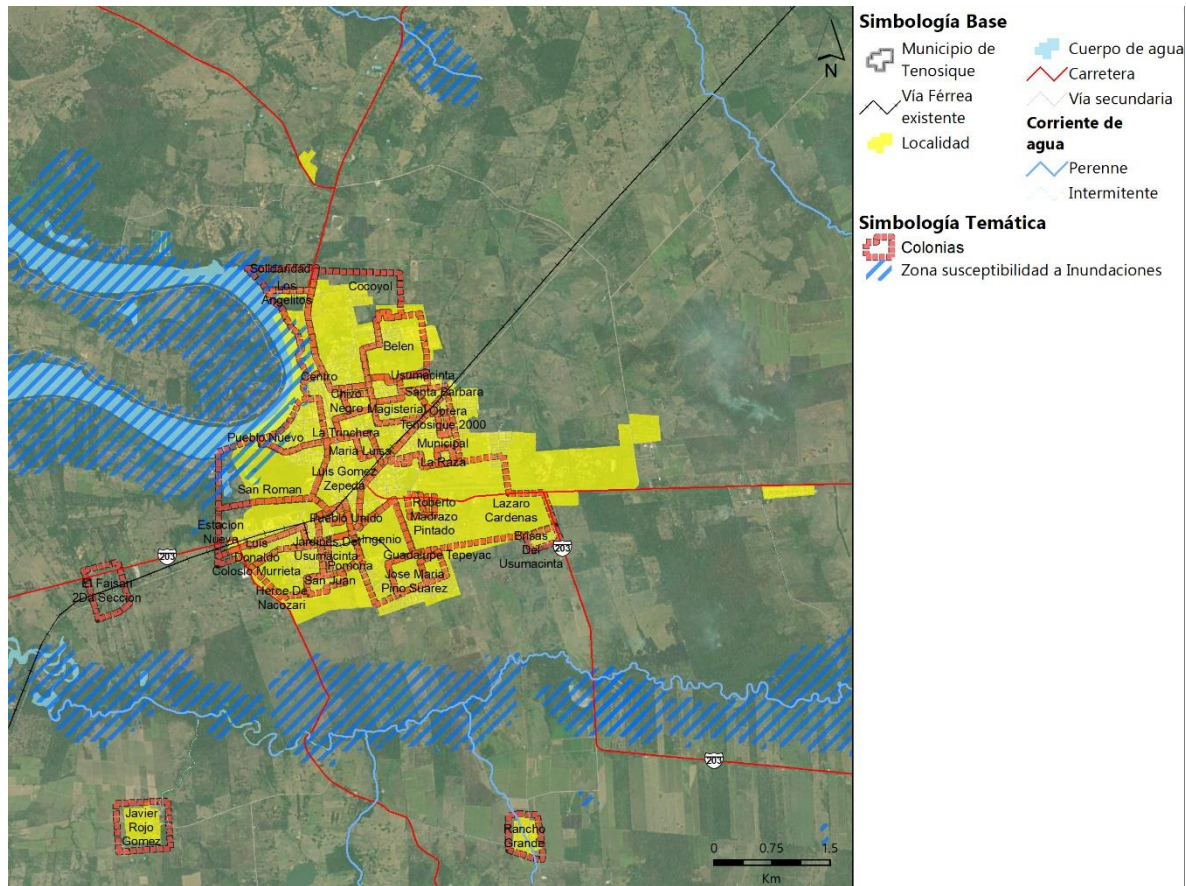 Simbología Base
Municipio de
Tenosique
Vía Férrea
existente
Localidad
Cuerpo de agua
Carretera
Vía secundaria
Corriente de
agua
Perenne
Intermitente
Simbología Temática
Colonias
Zona susceptibilidad a Inundaciones
N
Solidaridad
Los
Angelitos
Cocoyol
Belen
Centro
Usumacinta
Chivo
Negro
Santa Barbara
Magisterial
Obrera
Tenosique 2000
Pueblo Nuevo
La Trinchera
Municipal
Maria Luisa
La Raza
Luis Gomez
Zepeda
San Roman
Roberto
Madrazo
Pintado
Lazaro
Cardenas
Estacion
Nueva
Pueblo Unido
Luis
Donaldo
Colosio Murrieta
Jardines Del
Usumacinta
Ingenio
Brisas
Del
Usumacinta
Guadalupe Tepeyac
Pomona
San Juan
Jose Maria
Pino Suarez
Heroe De
Nacozari
203
203
El Faisan
2Da Seccion
203
Javier
Rojo
Gomez
Rancho
Grande
0 0.75 1.5
Km